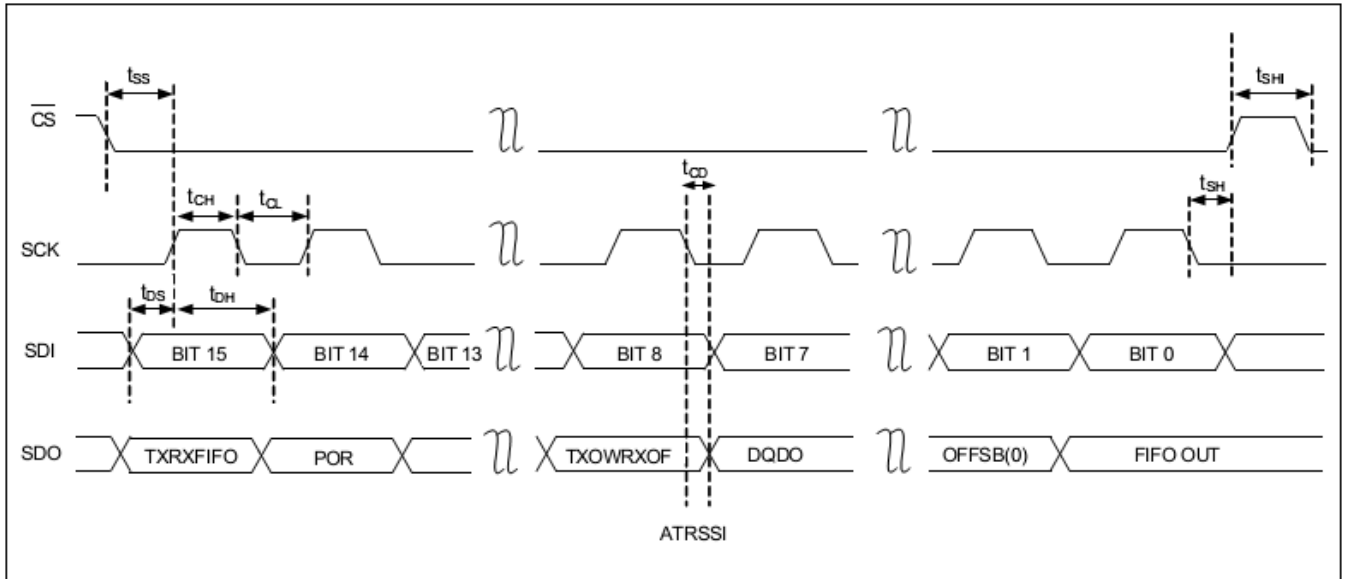 tSS
tSHI
CS
tCD
tCH
tCL
tSH
SCK
tDS
tDH
SDI
BIT 15
BIT 14
BIT 13
BIT 8
BIT 7
BIT 1
BIT 0
SDO
TXRXFIFO
POR
TXOWRXOF
DQDO
OFFSB(0)
FIFO OUT
ATRSSI